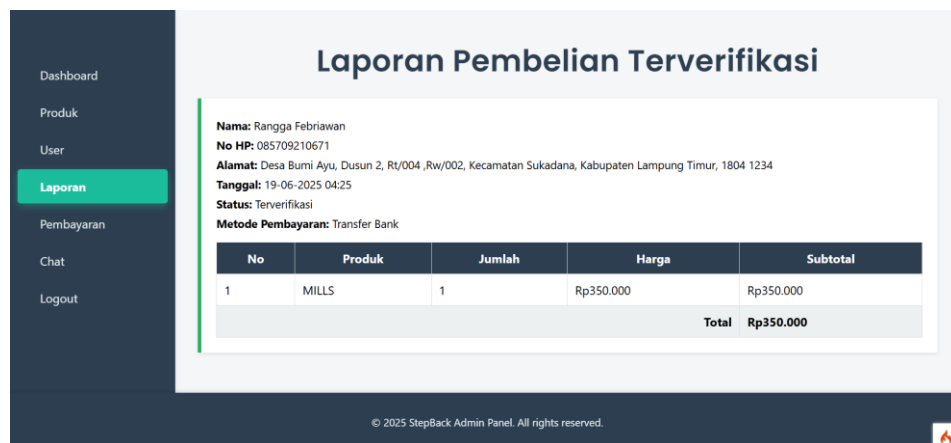 Dashboard
Produk
User
Laporan
Pembayaran
Chat
Logout
Laporan Pembelian Terverifikasi
Nama: Rangga Febriawan
No HP: 085709210671
Alamat: Desa Bumi Ayu, Dusun 2, Rt/004 ,Rw/002, Kecamatan Sukadana, Kabupaten Lampung Timur, 1804 1234
Tanggal: 19-06-2025 04:25
Status: Terverifikasi
Metode Pembayaran: Transfer Bank
No Produk Jumlah Harga Subtotal
1 MILLS 1 Rp350.000 Rp350.000
Total Rp350.000
© 2025 StepBack Admin Panel. All rights reserved.